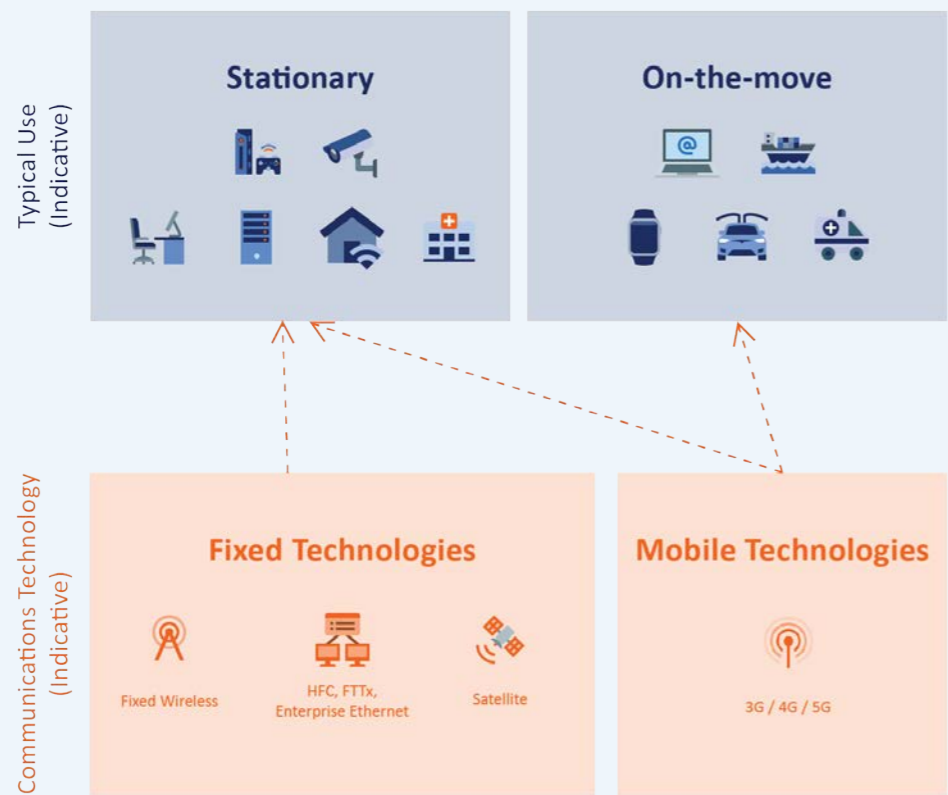 Typical Use
(Indicative)
Stationary
On-the-move
@
Communications Technology
(Indicative)
Fixed Technologies
Mobile Technologies
Fixed Wireless
HFC, FTTx,
Enterprise Ethernet
Satellite
3G / 4G / 5G